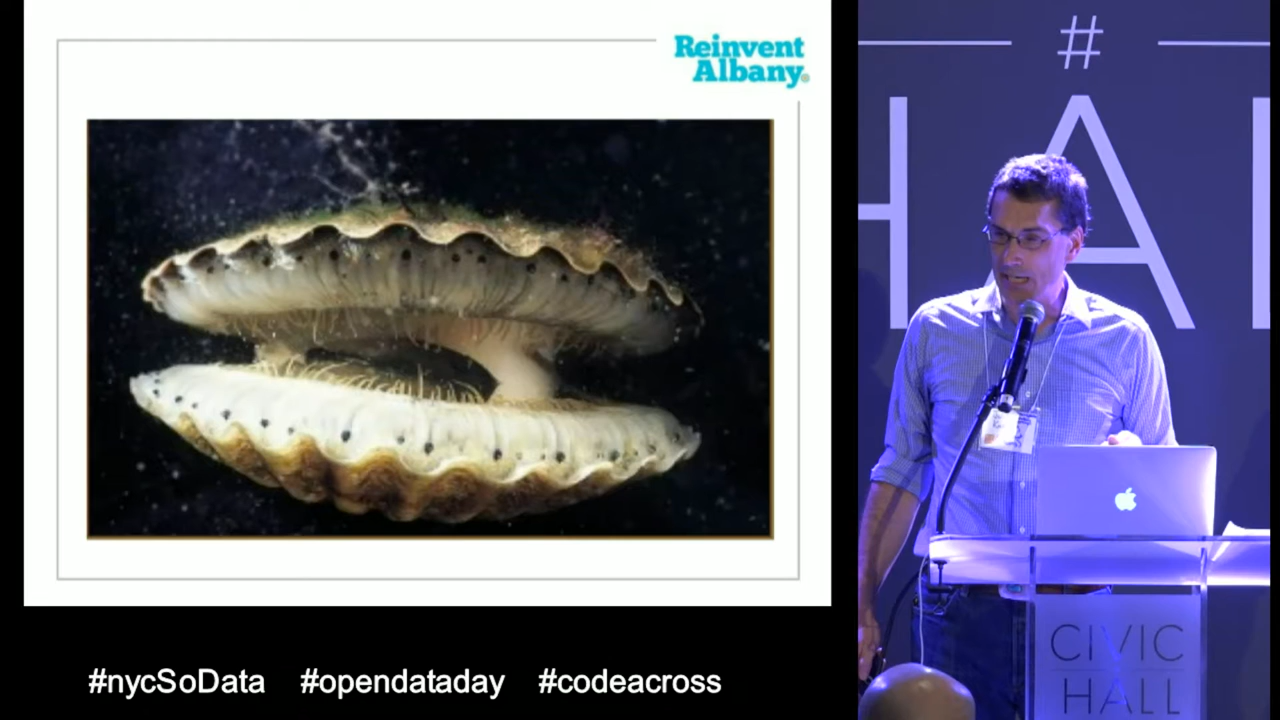 Reinvent
Albany
#nycSoData #opendataday #codeacross
#
HA
CIVIC
HALL